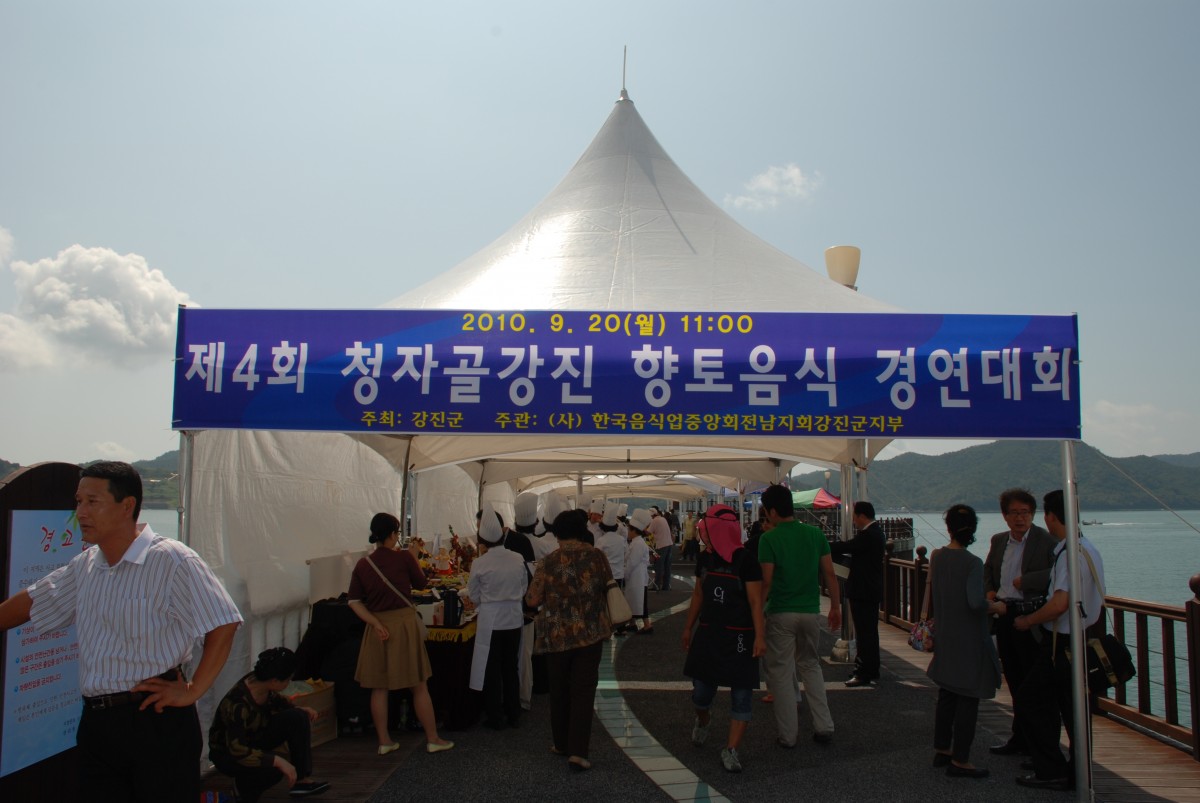 2010. 9. 20(월) 11:00
제4회 청자골강진 향토음식 경연대회
주최: 강진군 주관: (사) 한국음식업중앙회전남지회강진군지부
경고